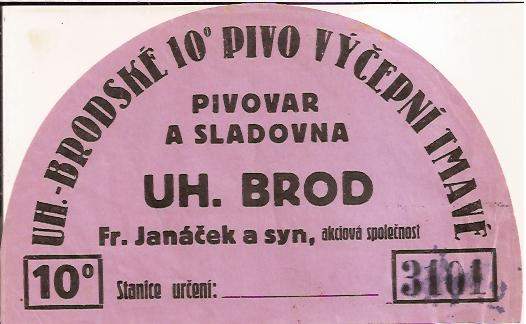 UH.-BRODSKÉ 10° PIVO VÝČEPNÍ TMAVÉ
PIVOVAR
A SLADOVNA
UH. BROD
Fr. Janáček a syn, akciová společnost
10°
Stanice určení:
3101